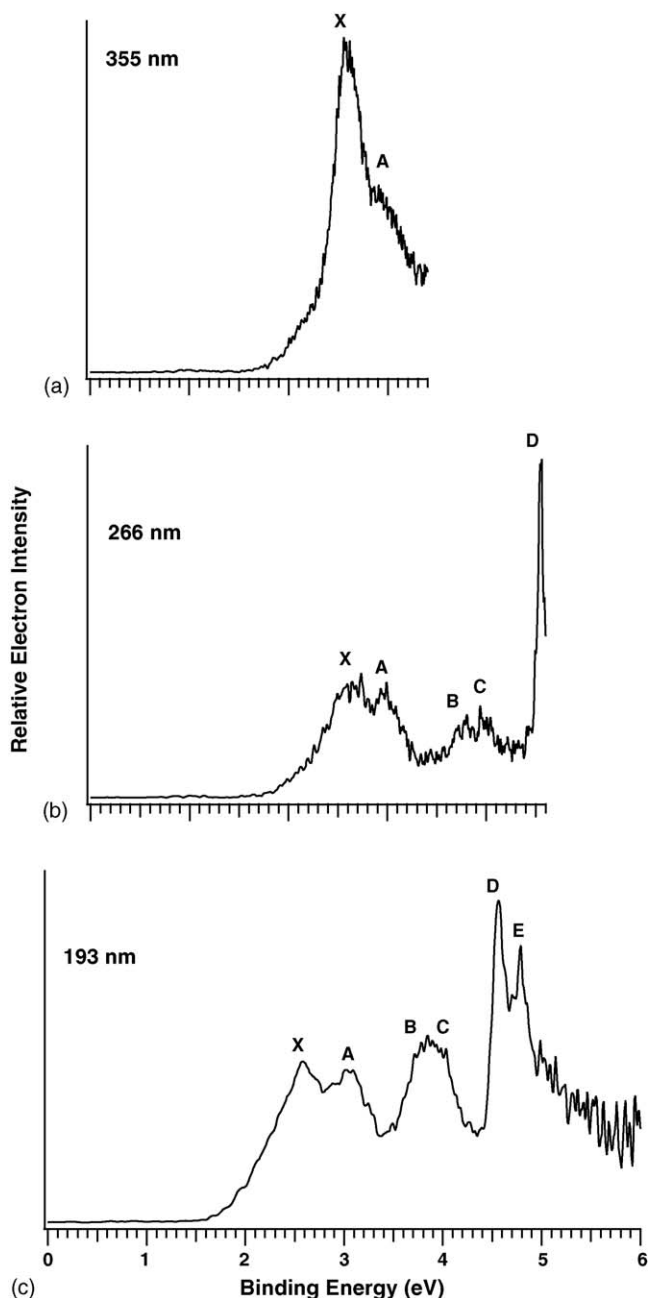 X
355 nm
A
(a)
D
266 nm
X
A
B
C
(b)
Relative Electron Intensity
D
E
193 nm
X
A
B
C
0 1 2 3 4 5 6
(c)
Binding Energy (eV)